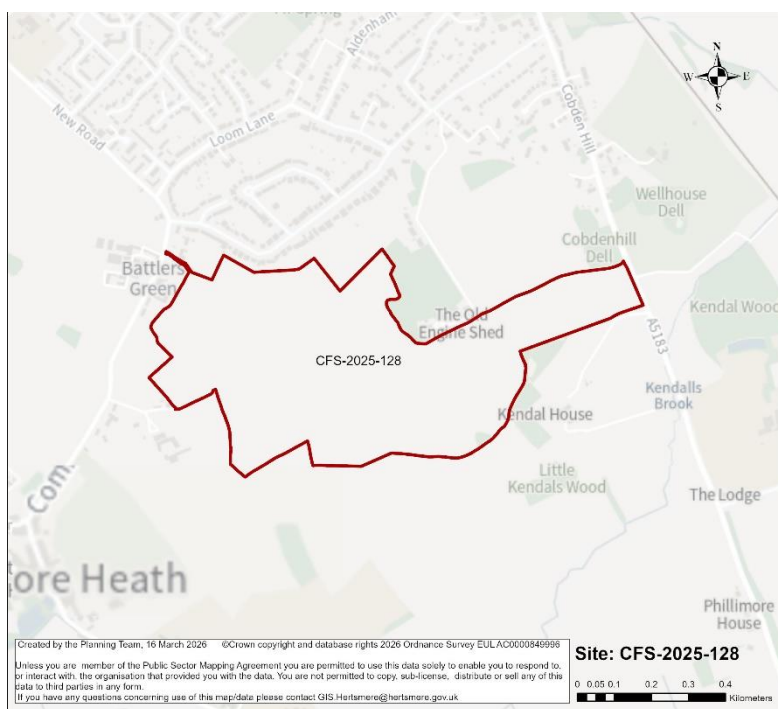 Aldenham
New Road
Loom Lane
Cobden Hill
N
W E
S
Wellhouse
Dell
Cobdenhill
Dell
Battlers
Green
The Old
Engine Shed
Kendal Wood
A5183
CFS-2025-128
Kendalls
Brook
Kendal House
Little
Kendals Wood
The Lodge
Com.
ore Heath
Phillimore
House
Created by the Planning Team, 16 March 2026 ©Crown copyright and database rights 2026 Ordnance Survey EUL AC0000849996
Unless you are member of the Public Sector Mapping Agreement you are permitted to use this data solely to enable you to respond to,
or interact with, the organisation that provided you with the data. You are not permitted to copy, sub-license, distribute or sell any of this
data to third parties in any form.
If you have any questions concerning use of this map/data please contact GIS.Hertsmere@hertsmere.gov.uk
Site: CFS-2025-128
0 0.05 0.1 0.2 0.3 0.4
Kilometers